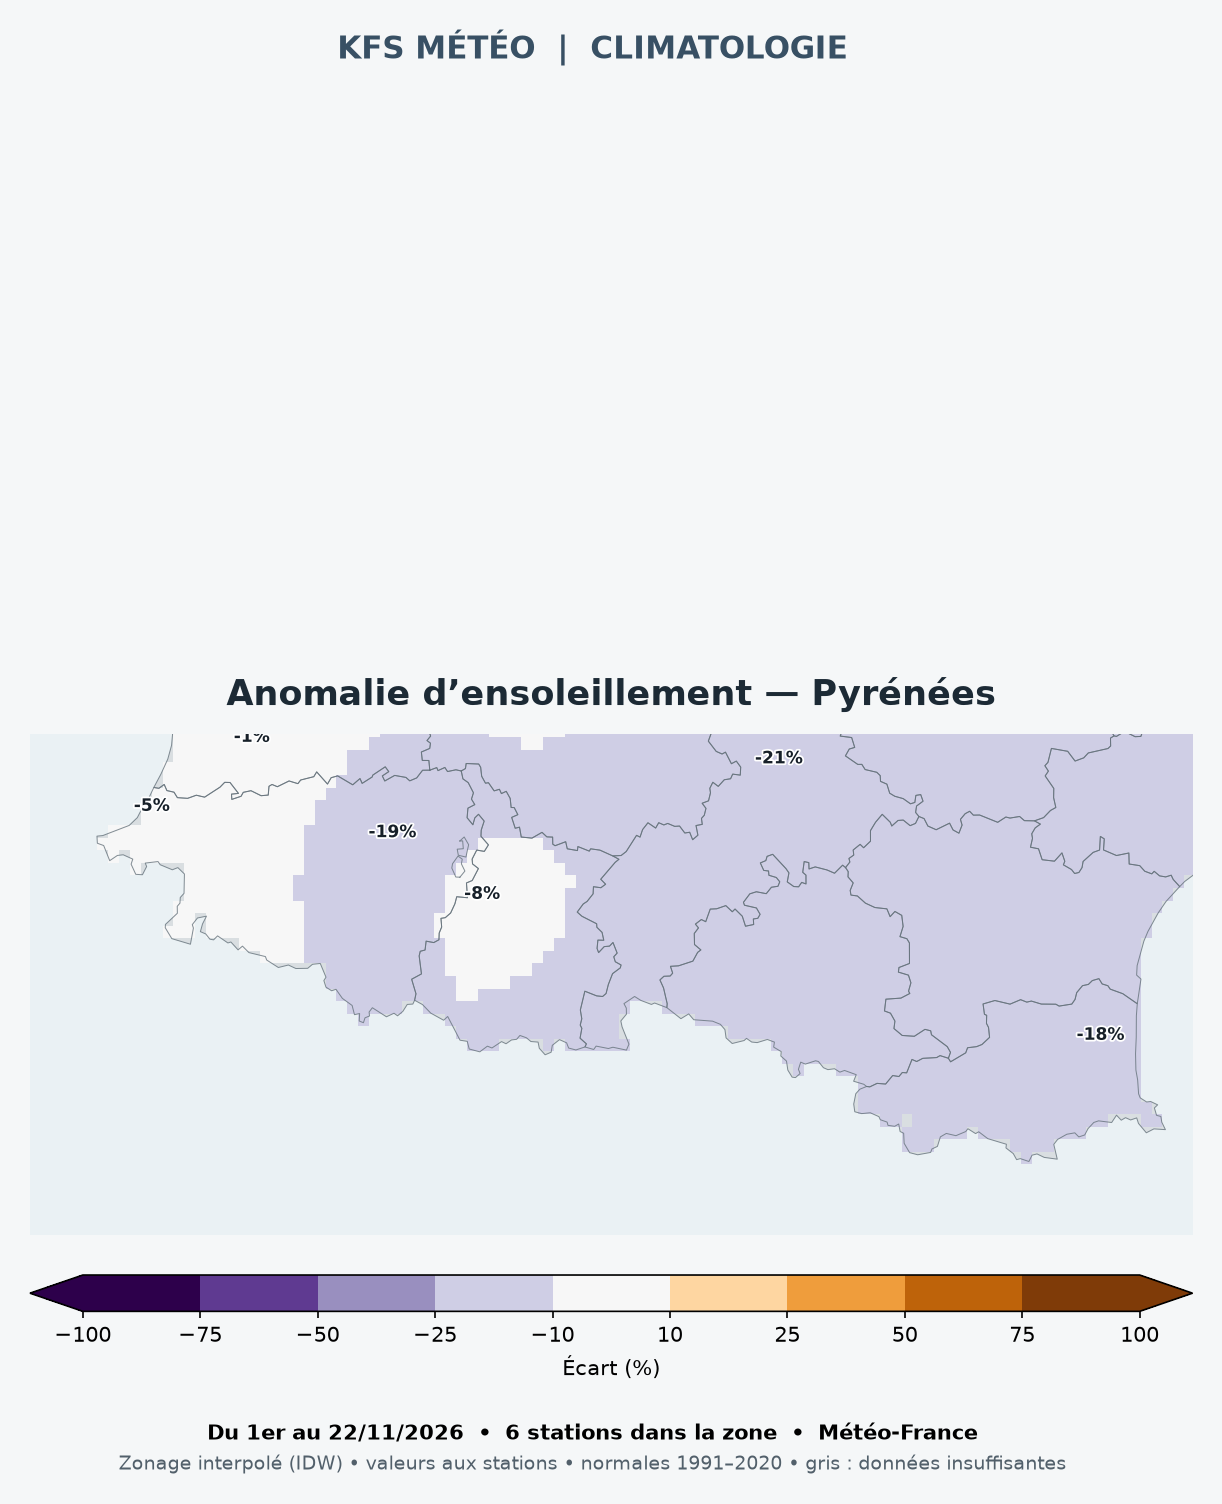 KFS MÉTÉO | CLIMATOLOGIE
Anomalie d’ensoleillement — Pyrénées
-1%
-21%
-5%
-19%
-8%
-18%
−100 −75 −50 −25 −10 10 25 50 75 100
Écart (%)
Du 1er au 22/11/2026 • 6 stations dans la zone • Météo-France
Zonage interpolé (IDW) • valeurs aux stations • normales 1991–2020 • gris : données insuffisantes